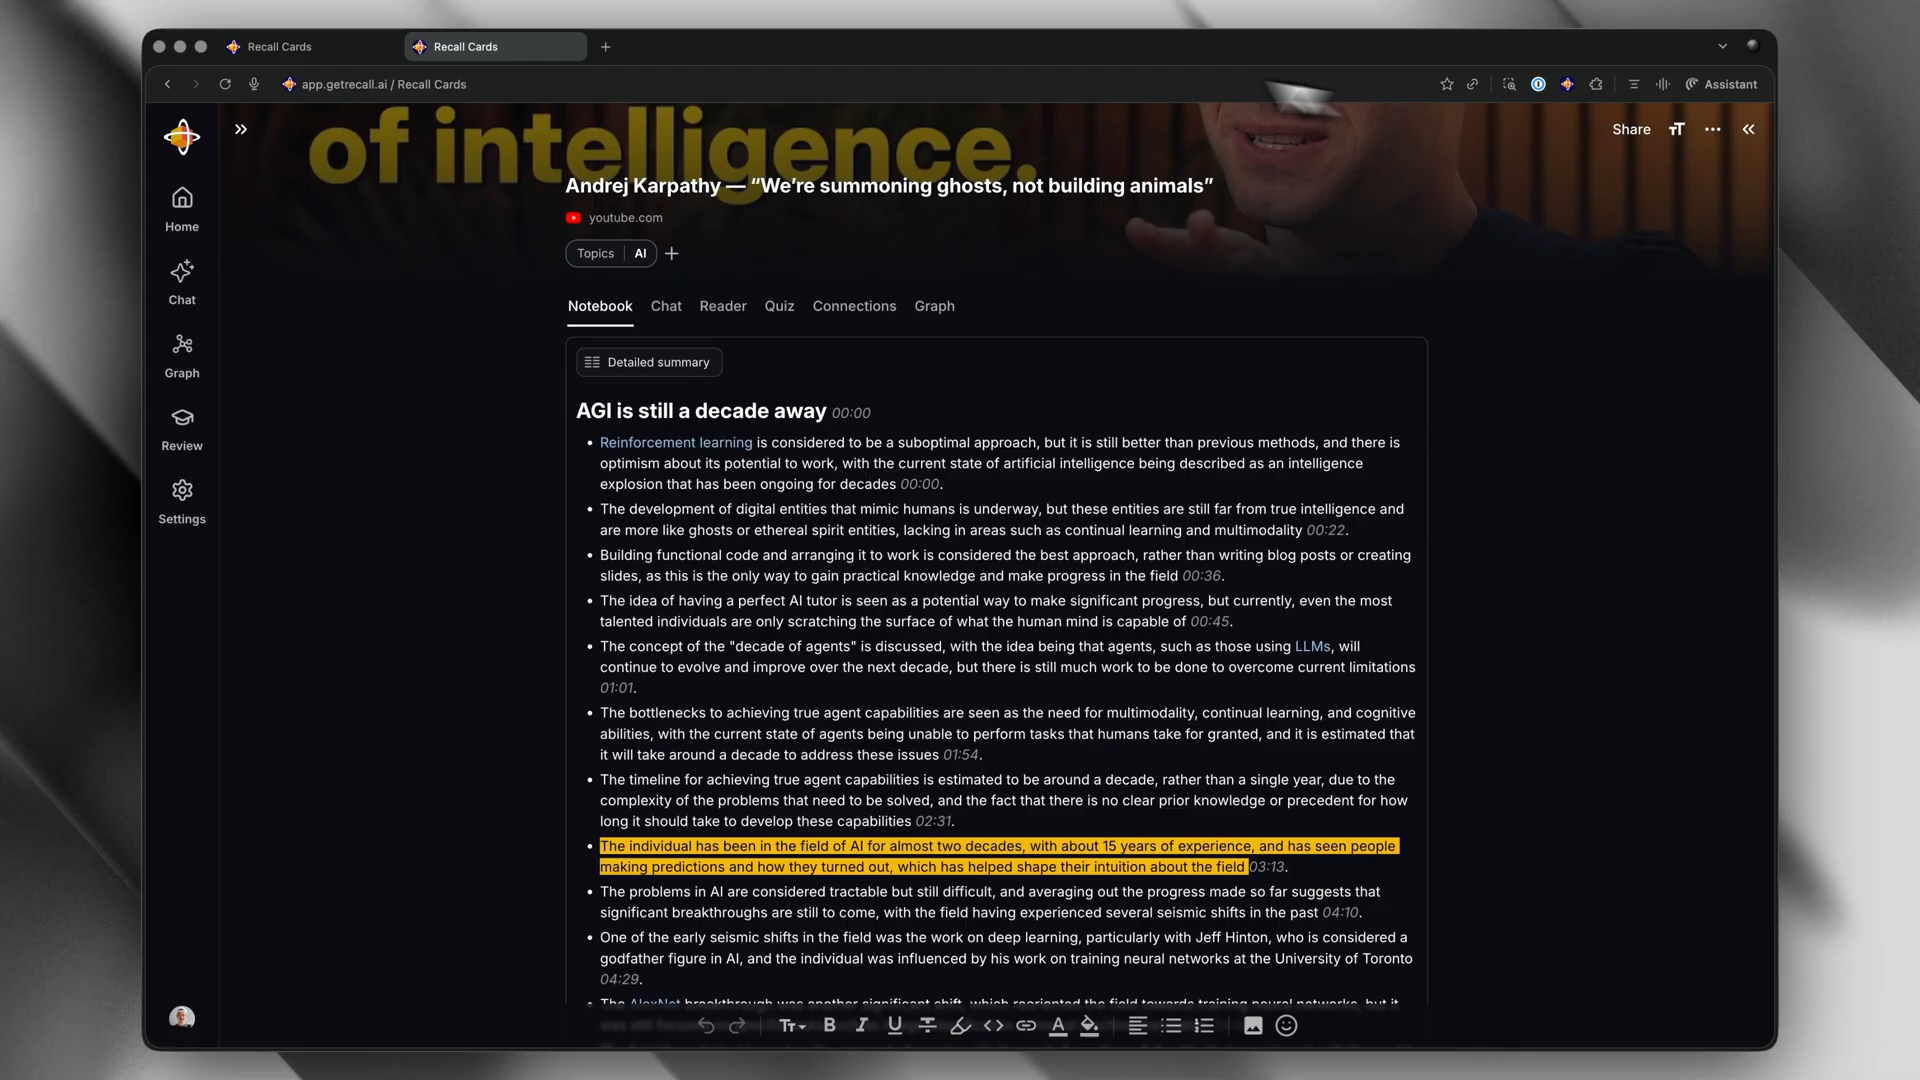 Recall Cards
Recall Cards
app.getrecall.ai / Recall Cards
Assistant
of intelligence.
Share
Andrej Karpathy — “We’re summoning ghosts, not building animals”
youtube.com
Topics AI
Home
Chat
Graph
Review
Settings
Notebook Chat Reader Quiz Connections Graph
Detailed summary
AGI is still a decade away 00:00
• Reinforcement learning is considered to be a suboptimal approach, but it is still better than previous methods, and there is
optimism about its potential to work, with the current state of artificial intelligence being described as an intelligence
explosion that has been ongoing for decades 00:00.
• The development of digital entities that mimic humans is underway, but these entities are still far from true intelligence and
are more like ghosts or ethereal spirit entities, lacking in areas such as continual learning and multimodality 00:22.
• Building functional code and arranging it to work is considered the best approach, rather than writing blog posts or creating
slides, as this is the only way to gain practical knowledge and make progress in the field 00:36.
• The idea of having a perfect AI tutor is seen as a potential way to make significant progress, but currently, even the most
talented individuals are only scratching the surface of what the human mind is capable of 00:45.
• The concept of the "decade of agents" is discussed, with the idea being that agents, such as those using LLMs, will
continue to evolve and improve over the next decade, but there is still much work to be done to overcome current limitations
01:01.
• The bottlenecks to achieving true agent capabilities are seen as the need for multimodality, continual learning, and cognitive
abilities, with the current state of agents being unable to perform tasks that humans take for granted, and it is estimated that
it will take around a decade to address these issues 01:54.
• The timeline for achieving true agent capabilities is estimated to be around a decade, rather than a single year, due to the
complexity of the problems that need to be solved, and the fact that there is no clear prior knowledge or precedent for how
long it should take to develop these capabilities 02:31.
• The individual has been in the field of AI for almost two decades, with about 15 years of experience, and has seen people
making predictions and how they turned out, which has helped shape their intuition about the field 03:13.
• The problems in AI are considered tractable but still difficult, and averaging out the progress made so far suggests that
significant breakthroughs are still to come, with the field having experienced several seismic shifts in the past 04:10.
• One of the early seismic shifts in the field was the work on deep learning, particularly with Jeff Hinton, who is considered a
godfather figure in AI, and the individual was influenced by his work on training neural networks at the University of Toronto
04:29.
• The AlexNet breakthrough was another significant shift, which reoriented the field towards training neural networks, but it